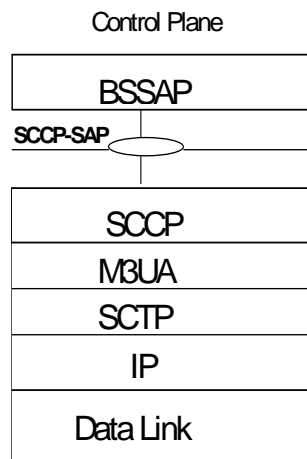 Control Plane
BSSAP
SCCP-SAP
SCCP
M3UA
SCTP
IP
Data Link